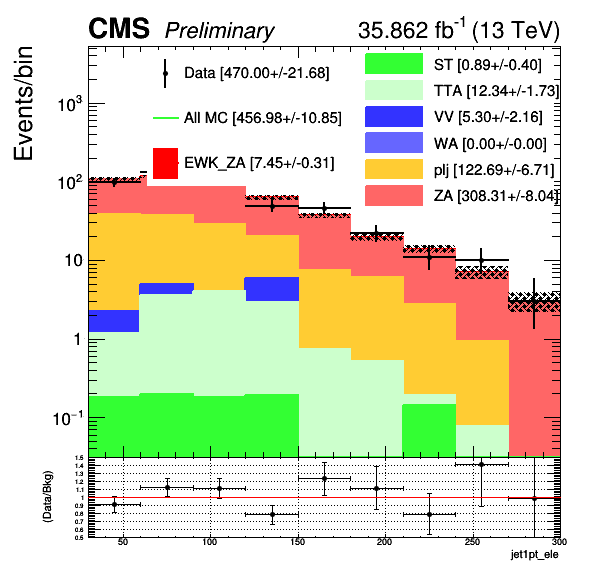 CMS Preliminary 35.862 fb⁻¹ (13 TeV)
Events/bin
Data [470.00+/-21.68]
All MC [456.98+/-10.85]
EWK_ZA [7.45+/-0.31]
ST [0.89+/-0.40]
TTA [12.34+/-1.73]
VV [5.30+/-2.16]
WA [0.00+/-0.00]
plj [122.69+/-6.71]
ZA [308.31+/-8.04]
10³
10²
10
1
10⁻¹
(Data/Bkg)
1.5
1.4
1.3
1.2
1.1
1
0.9
0.8
0.7
0.6
0.5
50 100 150 200 250 300
jet1pt_ele